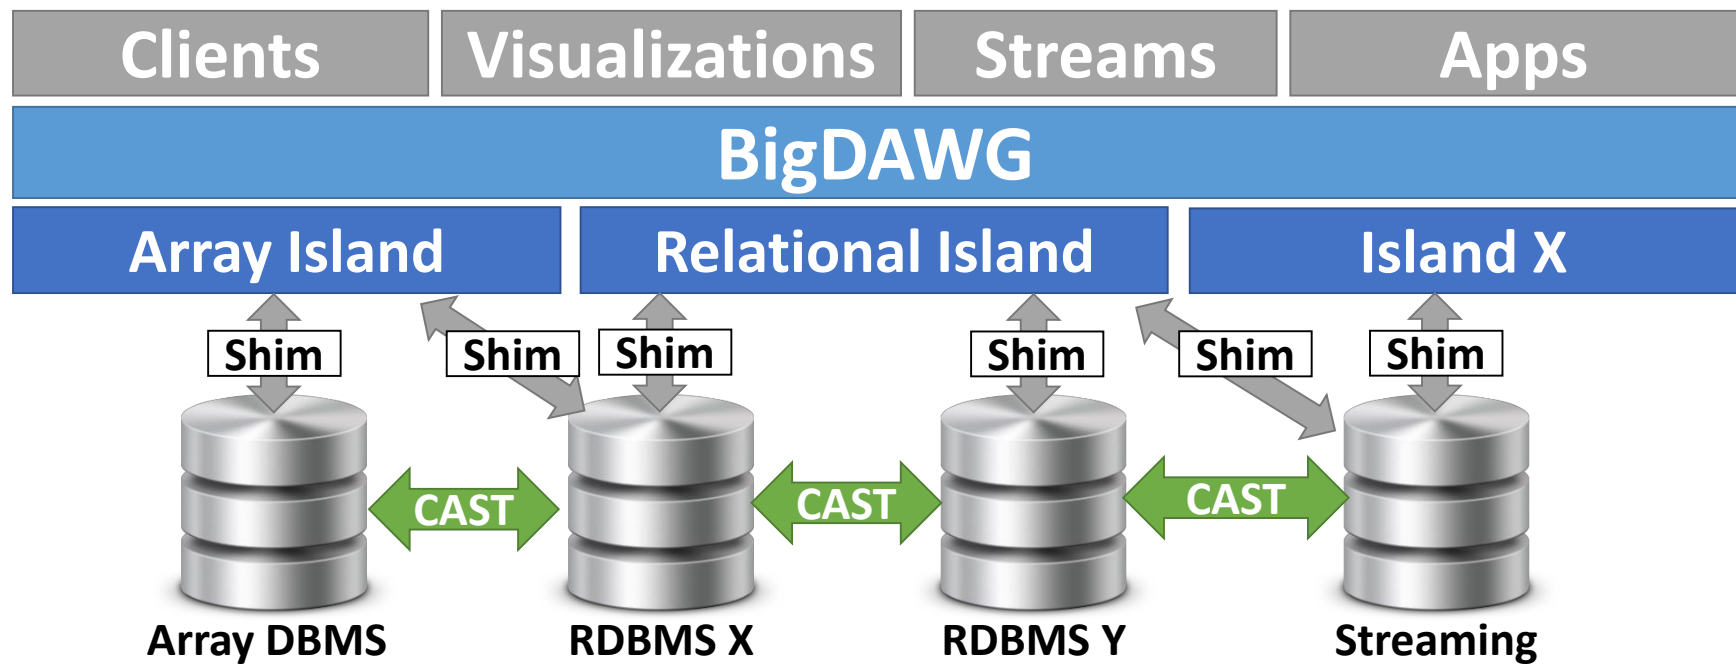 Clients
Visualizations
Streams
Apps
BigDAWG
Array Island
Relational Island
Island X
Shim
Shim
Shim
Shim
Shim
Shim
CAST
CAST
CAST
Array DBMS
RDBMS X
RDBMS Y
Streaming